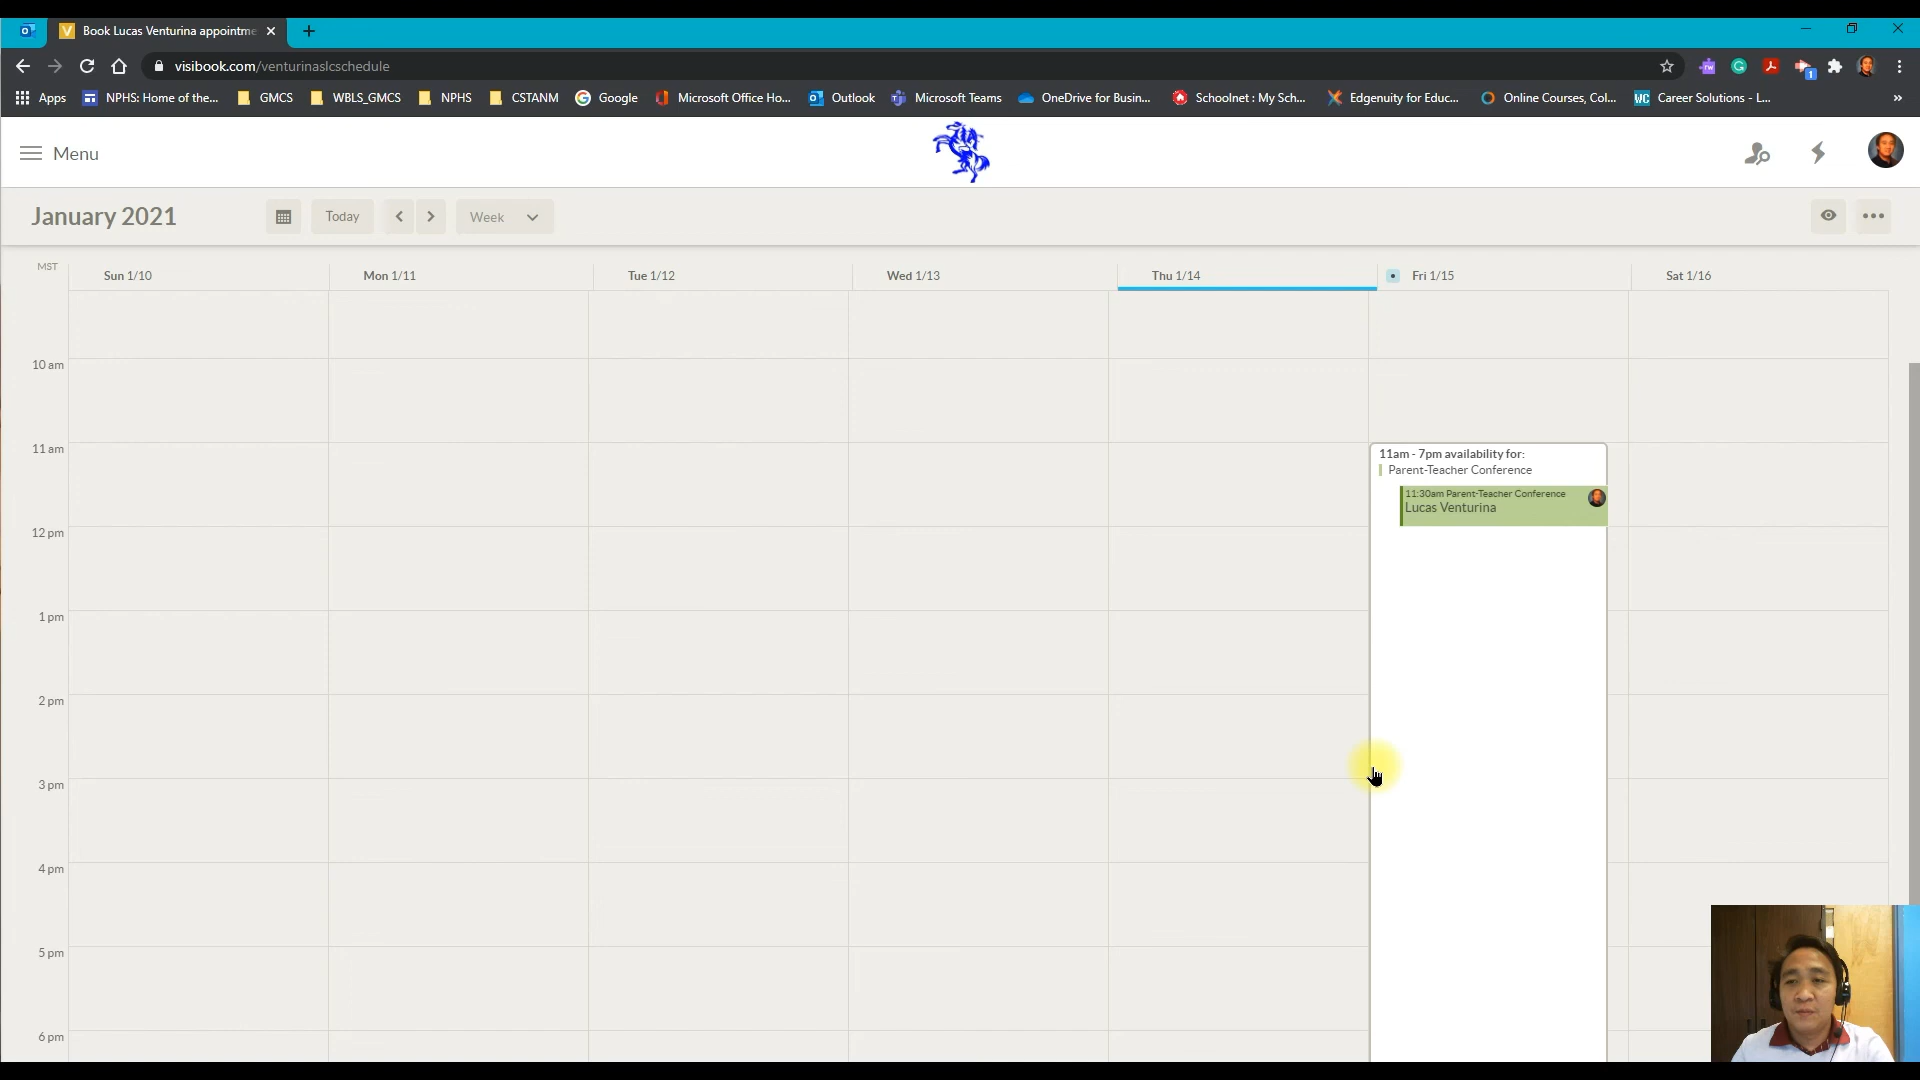 Book Lucas Venturina appointme
visibook.com/venturinaslcschedule
Apps NPHS: Home of the... GMCS WBLS_GMCS NPHS CSTANM Google Microsoft Office Ho... Outlook Microsoft Teams OneDrive for Busin... Schoolnet : My Sch... Edgenuity for Educ... Online Courses, Col... WC Career Solutions - L... »
Menu
January 2021 Today Week
MST Sun 1/10 Mon 1/11 Tue 1/12 Wed 1/13 Thu 1/14 Fri 1/15 Sat 1/16
10 am
11 am
11am - 7pm availability for:
Parent-Teacher Conference
11:30am Parent-Teacher Conference
Lucas Venturina
12 pm
1 pm
2 pm
3 pm
4 pm
5 pm
6 pm